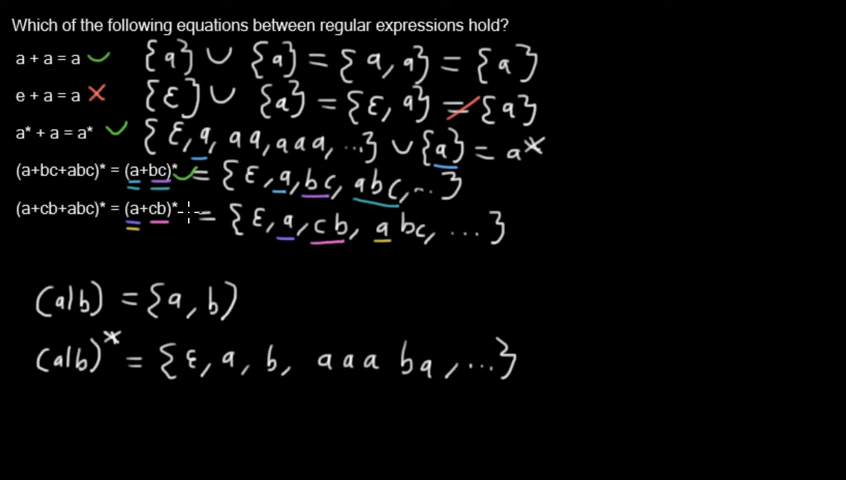 Which of the following equations between regular expressions hold?
a + a = a {a} ∪ {a} = {a, a} = {a}
e + a = a {ε} ∪ {a} = {ε, a} = {a}
a* + a = a* {ε, a, aa, aaa, ...} ∪ {a} = a*
(a+bc+abc)* = (a+bc)* = {ε, a, bc, abc, ...}
(a+cb+abc)* = (a+cb)* = {ε, a, cb, abc, ...}
(a|b) = {a, b}
(a|b)* = {ε, a, b, aaa ba, ...}